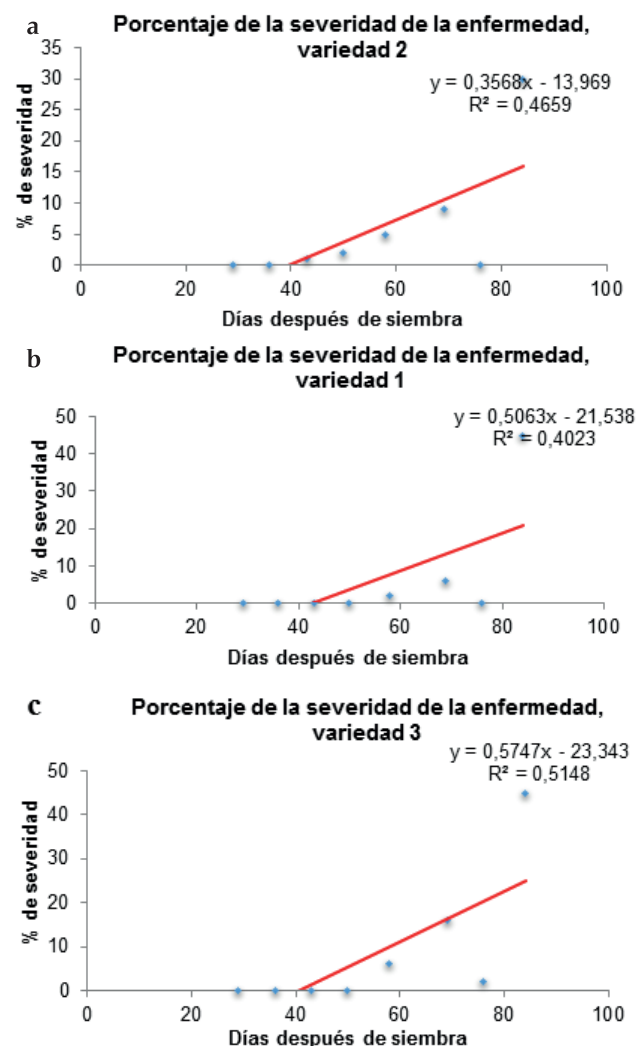 a
Porcentaje de la severidad de la enfermedad,
variedad 2
y = 0,3568x - 13,969
R² = 0,4659
% de severidad
35
30
25
20
15
10
5
0
0 20 40 60 80 100
Días después de siembra
b
Porcentaje de la severidad de la enfermedad,
variedad 1
y = 0,5063x - 21,538
R² = 0,4023
% de severidad
50
40
30
20
10
0
0 20 40 60 80 100
Días después de siembra
c
Porcentaje de la severidad de la enfermedad,
variedad 3
y = 0,5747x - 23,343
R² = 0,5148
% de severidad
50
40
30
20
10
0
0 20 40 60 80 100
Días después de siembra